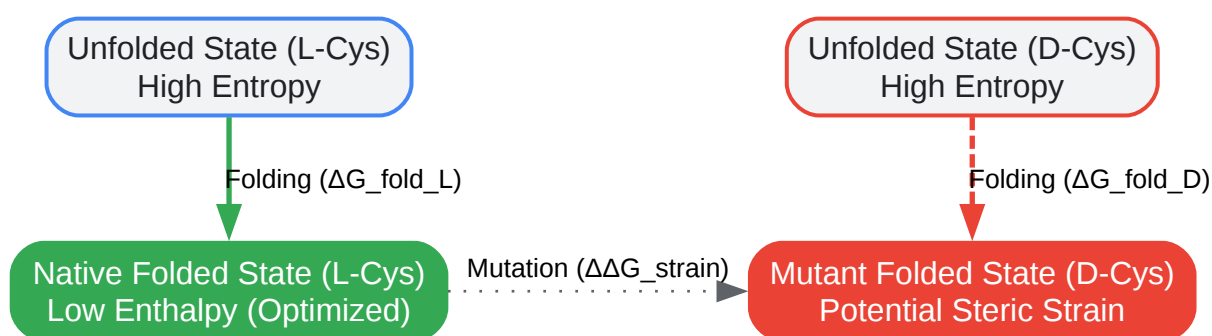 Unfolded State (L-Cys)
High Entropy
Unfolded State (D-Cys)
High Entropy
Folding (ΔG_fold_L)
Folding (ΔG_fold_D)
Native Folded State (L-Cys)
Low Enthalpy (Optimized)
Mutation (ΔΔG_strain)
Mutant Folded State (D-Cys)
Potential Steric Strain